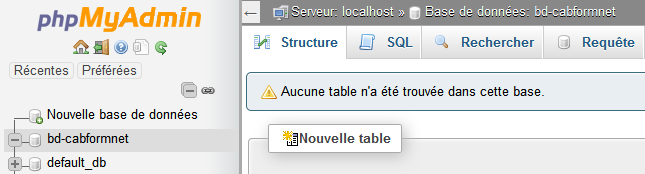 phpMyAdmin
Récentes Préférées
Nouvelle base de données
bd-cabformnet
default_db
Serveur: localhost » Base de données: bd-cabformnet
Structure SQL Rechercher Requête
Aucune table n'a été trouvée dans cette base.
Nouvelle table